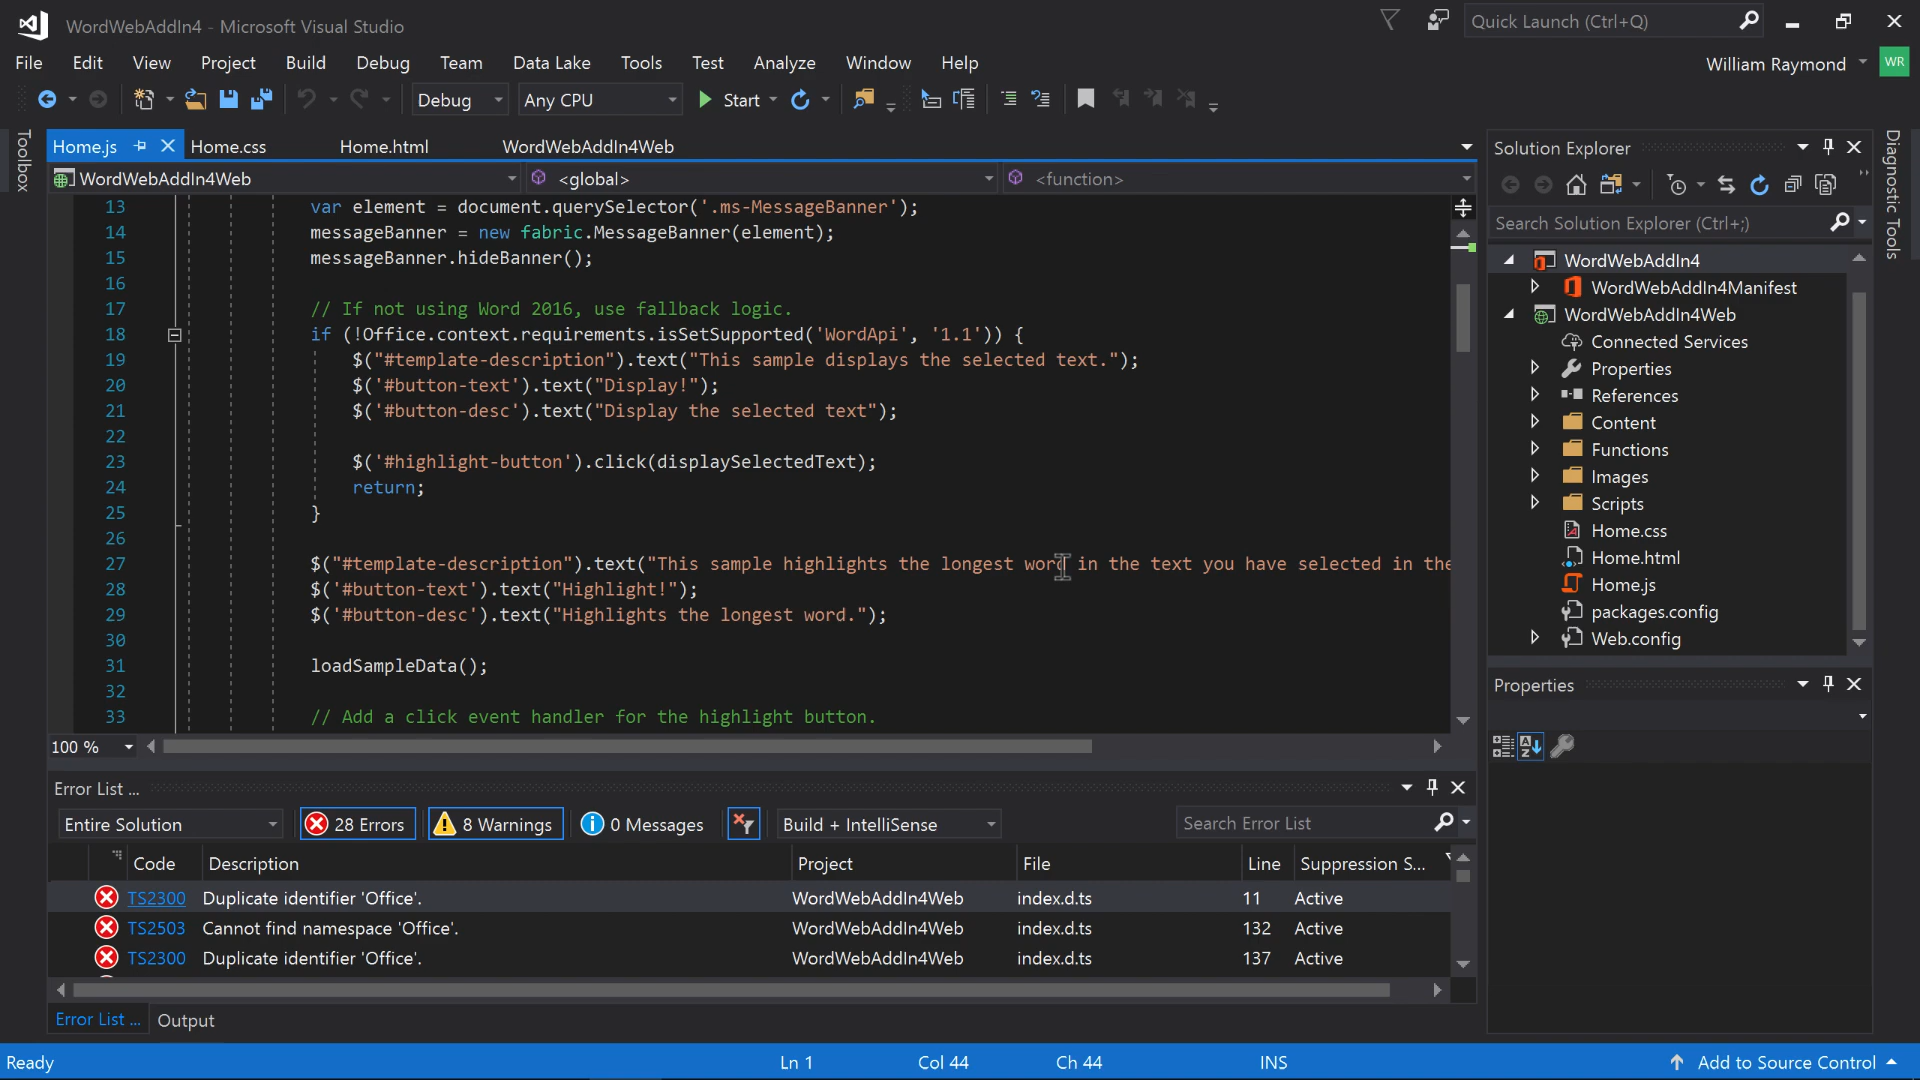 WordWebAddIn4 - Microsoft Visual Studio
Quick Launch (Ctrl+Q)
File Edit View Project Build Debug Team Data Lake Tools Test Analyze Window Help
William Raymond WR
Debug Any CPU Start
Toolbox
Home.js Home.css Home.html WordWebAddIn4Web
WordWebAddIn4Web <global> <function>
13 var element = document.querySelector('.ms-MessageBanner');
14 messageBanner = new fabric.MessageBanner(element);
15 messageBanner.hideBanner();
16
17 // If not using Word 2016, use fallback logic.
18 if (!Office.context.requirements.isSetSupported('WordApi', '1.1')) {
19 $("#template-description").text("This sample displays the selected text.");
20 $('#button-text').text("Display!");
21 $('#button-desc').text("Display the selected text");
22
23 $('#highlight-button').click(displaySelectedText);
24 return;
25 }
26
27 $("#template-description").text("This sample highlights the longest word in the text you have selected in the
28 $('#button-text').text("Highlight!");
29 $('#button-desc').text("Highlights the longest word.");
30
31 loadSampleData();
32
33 // Add a click event handler for the highlight button.
100 %
Error List ...
Entire Solution 28 Errors 8 Warnings 0 Messages Build + IntelliSense Search Error List
Code Description Project File Line Suppression S...
TS2300 Duplicate identifier 'Office'. WordWebAddIn4Web index.d.ts 11 Active
TS2503 Cannot find namespace 'Office'. WordWebAddIn4Web index.d.ts 132 Active
TS2300 Duplicate identifier 'Office'. WordWebAddIn4Web index.d.ts 137 Active
Error List ... Output
Solution Explorer
Search Solution Explorer (Ctrl+;)
WordWebAddIn4
WordWebAddIn4Manifest
WordWebAddIn4Web
Connected Services
Properties
References
Content
Functions
Images
Scripts
Home.css
Home.html
Home.js
packages.config
Web.config
Properties
Diagnostic Tools
Ready Ln 1 Col 44 Ch 44 INS Add to Source Control